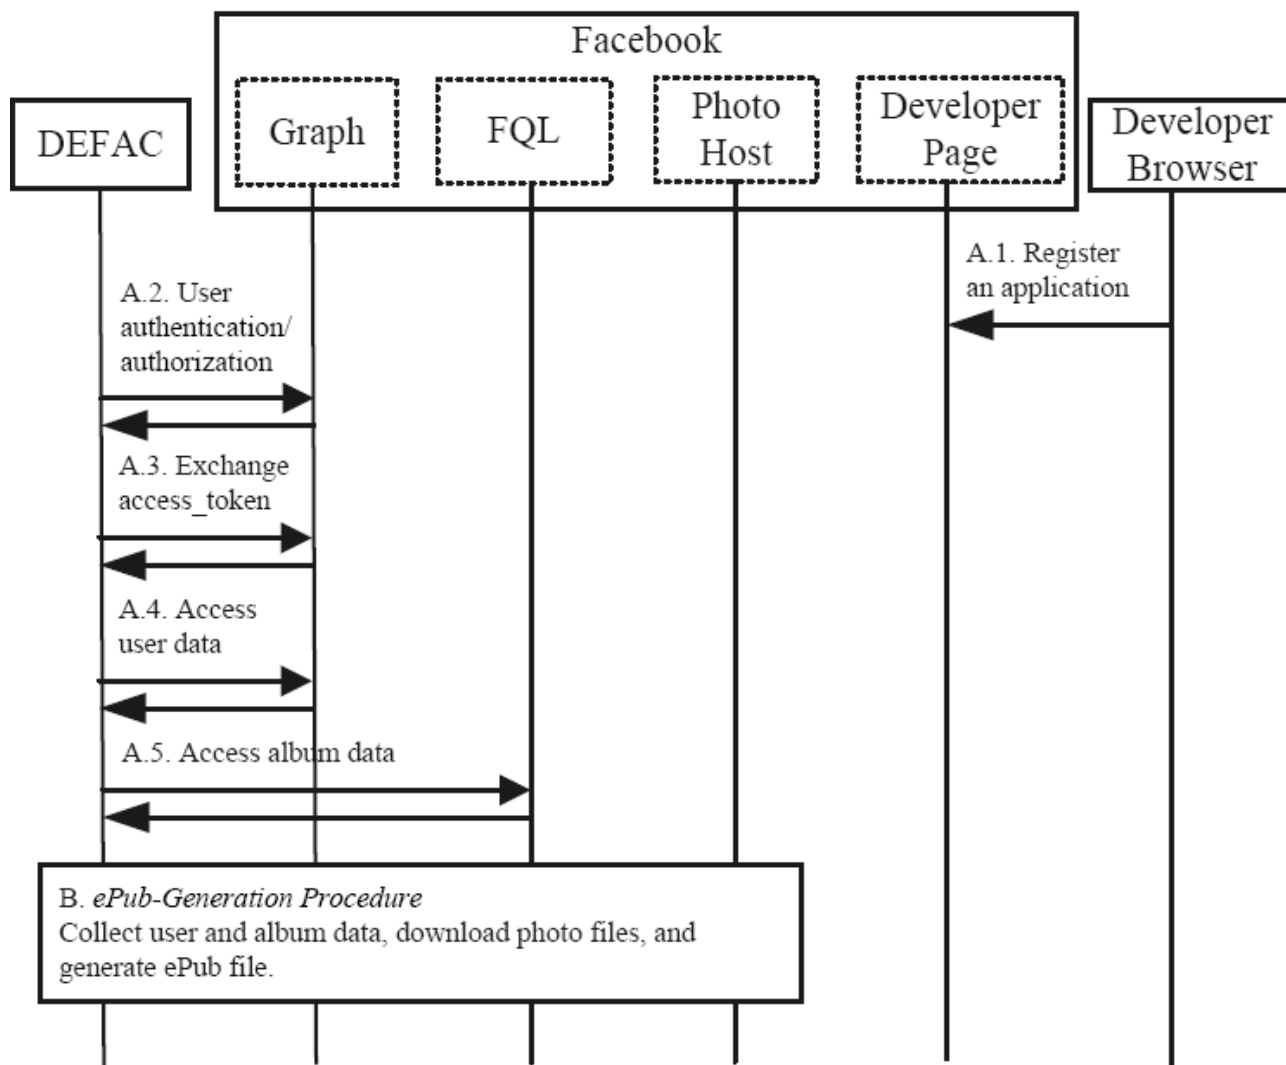 Facebook
DEFAC
Graph
FQL
Photo
Host
Developer
Page
Developer
Browser
A.1. Register
an application
A.2. User
authentication/
authorization
A.3. Exchange
access_token
A.4. Access
user data
A.5. Access album data
B. ePub-Generation Procedure
Collect user and album data, download photo files, and
generate ePub file.